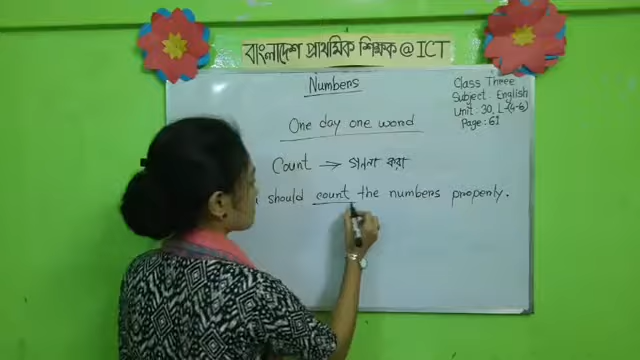 বাংলাদেশ প্রাথমিক শিক্ষক @ ICT
Numbers
Class Three
Subject: English
Unit: 30, L-(4-6)
Page: 61
One day one word
Count → গণনা করা
should count the numbers properly.